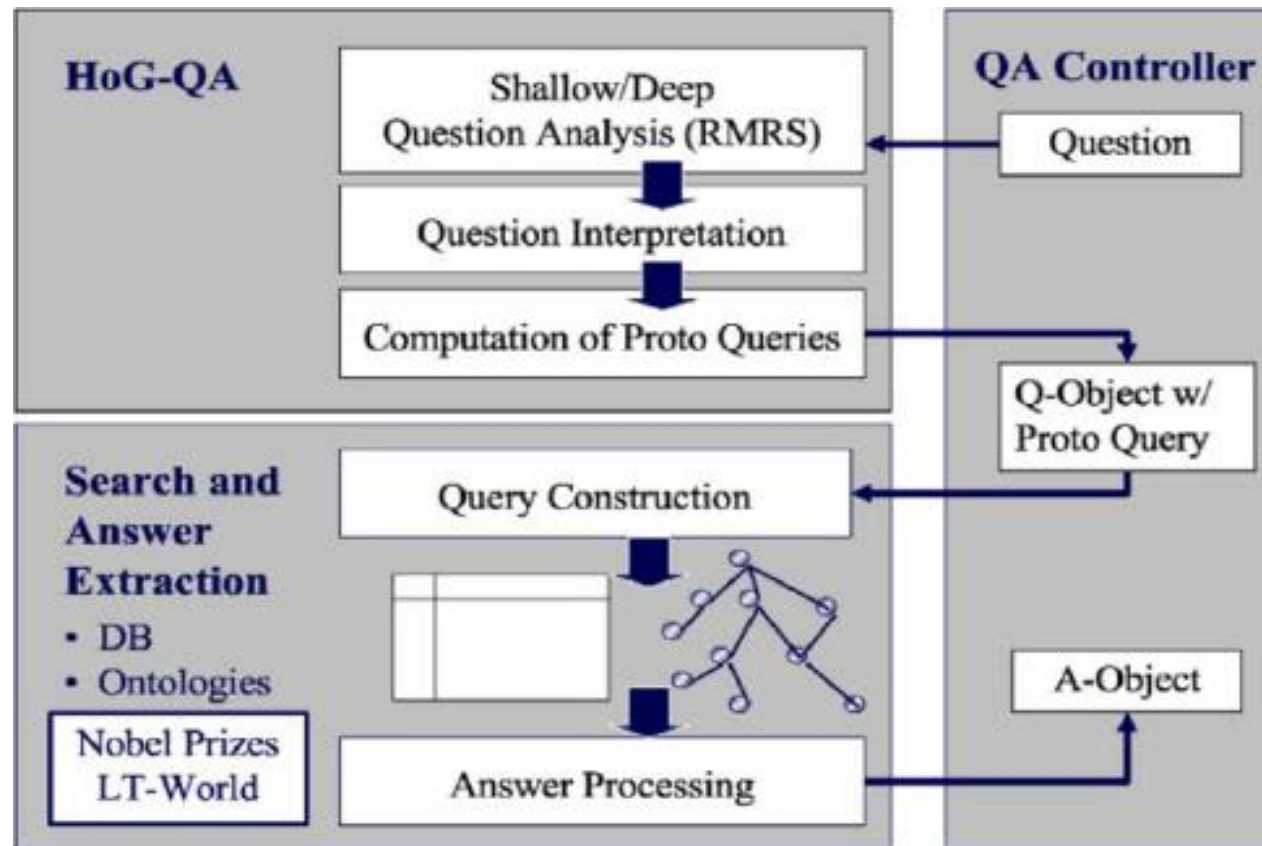 HoG-QA
Shallow/Deep
Question Analysis (RMRS)
Question Interpretation
Computation of Proto Queries
QA Controller
Question
Q-Object w/
Proto Query
A-Object
Search and
Answer
Extraction
• DB
• Ontologies
Nobel Prizes
LT-World
Query Construction
Answer Processing